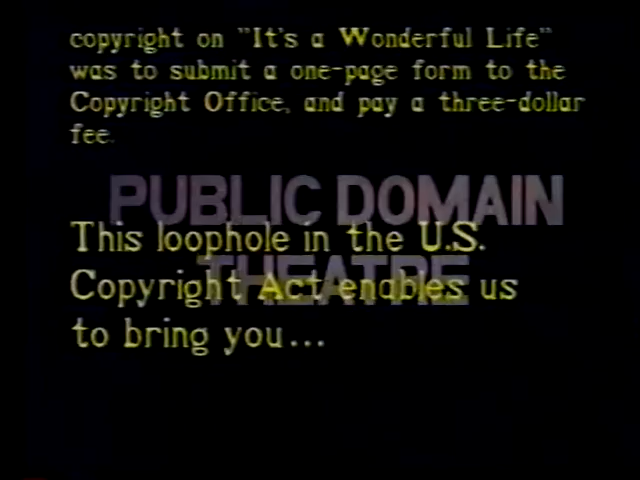 copyright on "It's a Wonderful Life"
was to submit a one-page form to the
Copyright Office, and pay a three-dollar
fee.
PUBLIC DOMAIN
THEATRE
This loophole in the U.S.
Copyright Act enables us
to bring you...